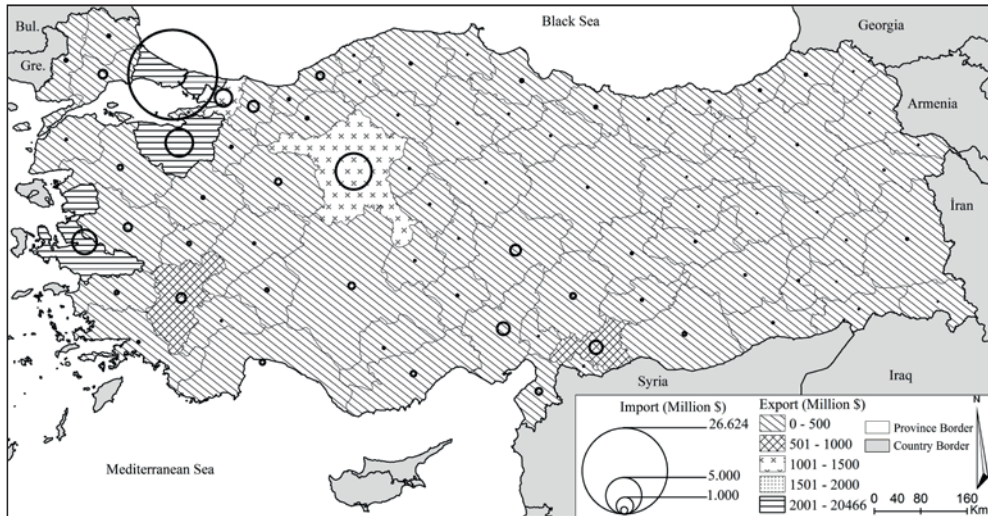 Bul.
Black Sea
Georgia
Gre.
Armenia
İran
Syria
Iraq
Mediterranean Sea
Import (Million $)
26.624
5.000
1.000
Export (Million $)
0 - 500
501 - 1000
1001 - 1500
1501 - 2000
2001 - 20466
Province Border
Country Border
N
0 40 80 160
Km